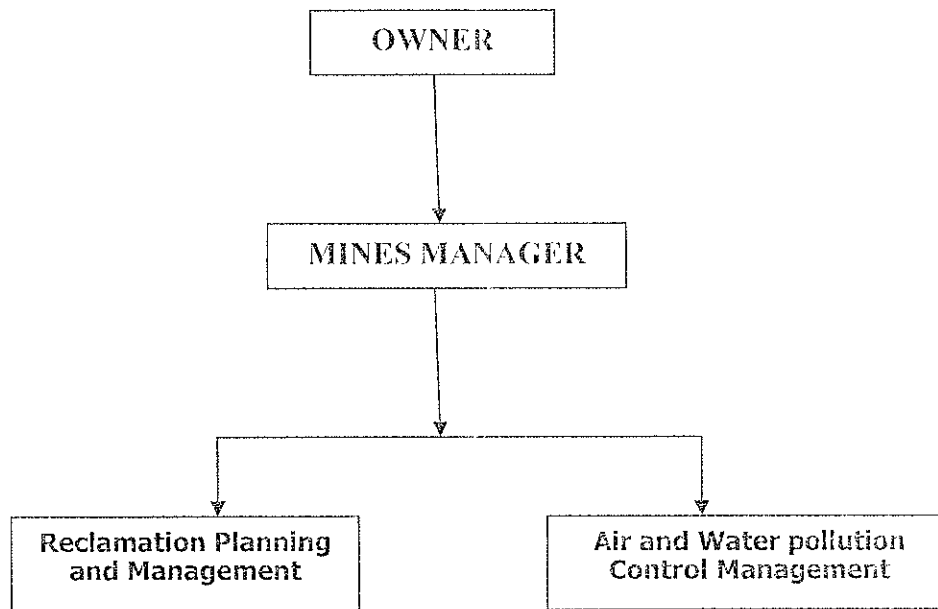 OWNER
MINES MANAGER
Reclamation Planning
and Management
Air and Water pollution
Control Management